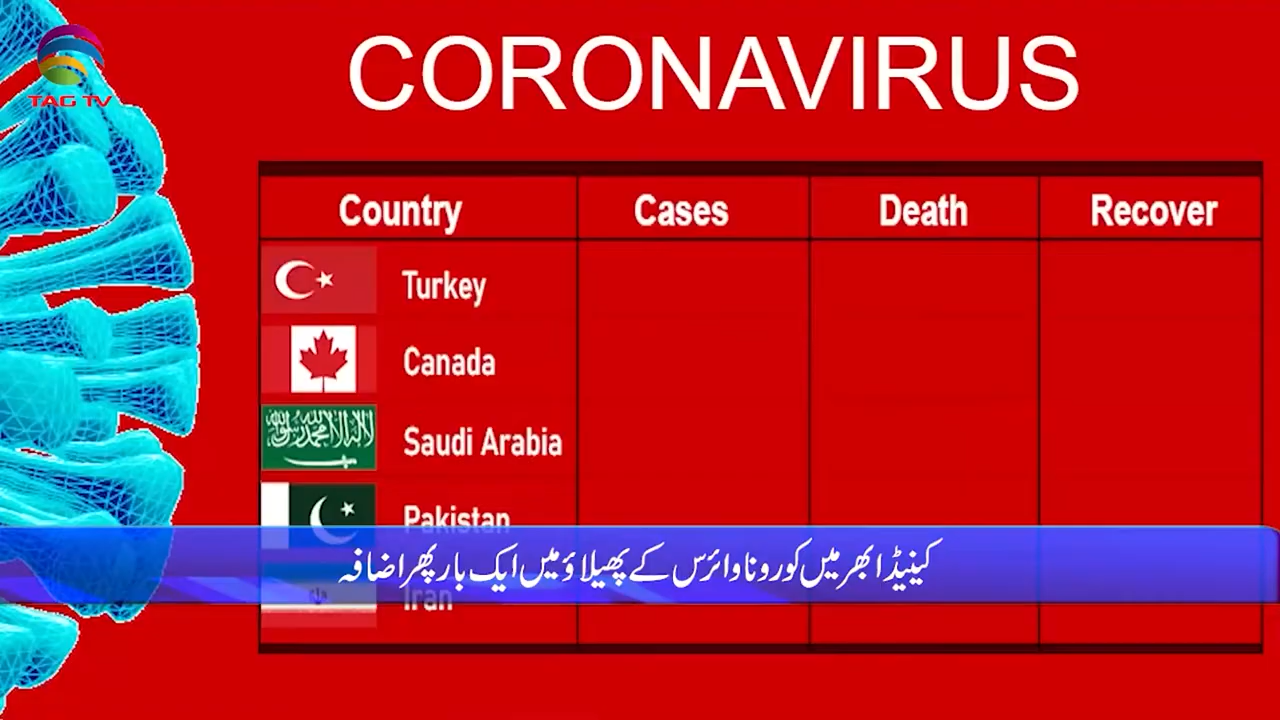 TAG TV
CORONAVIRUS
Country Cases Death Recover
Turkey
Canada
Saudi Arabia
Pakistan
کینیڈا بھر میں کورونا وائرس کے پھیلاؤ میں ایک بار پھر اضافہ
Iran